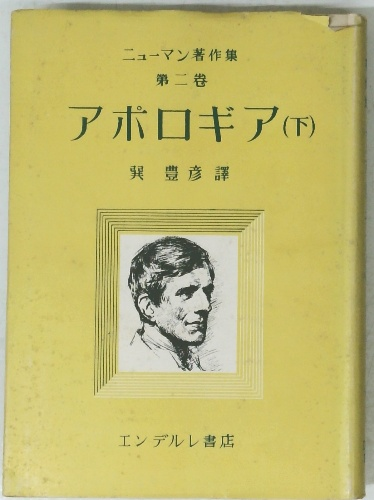 ニューマン著作集
第二卷
アポロギア(下)
巽 豊彦譯
エンデルレ書店